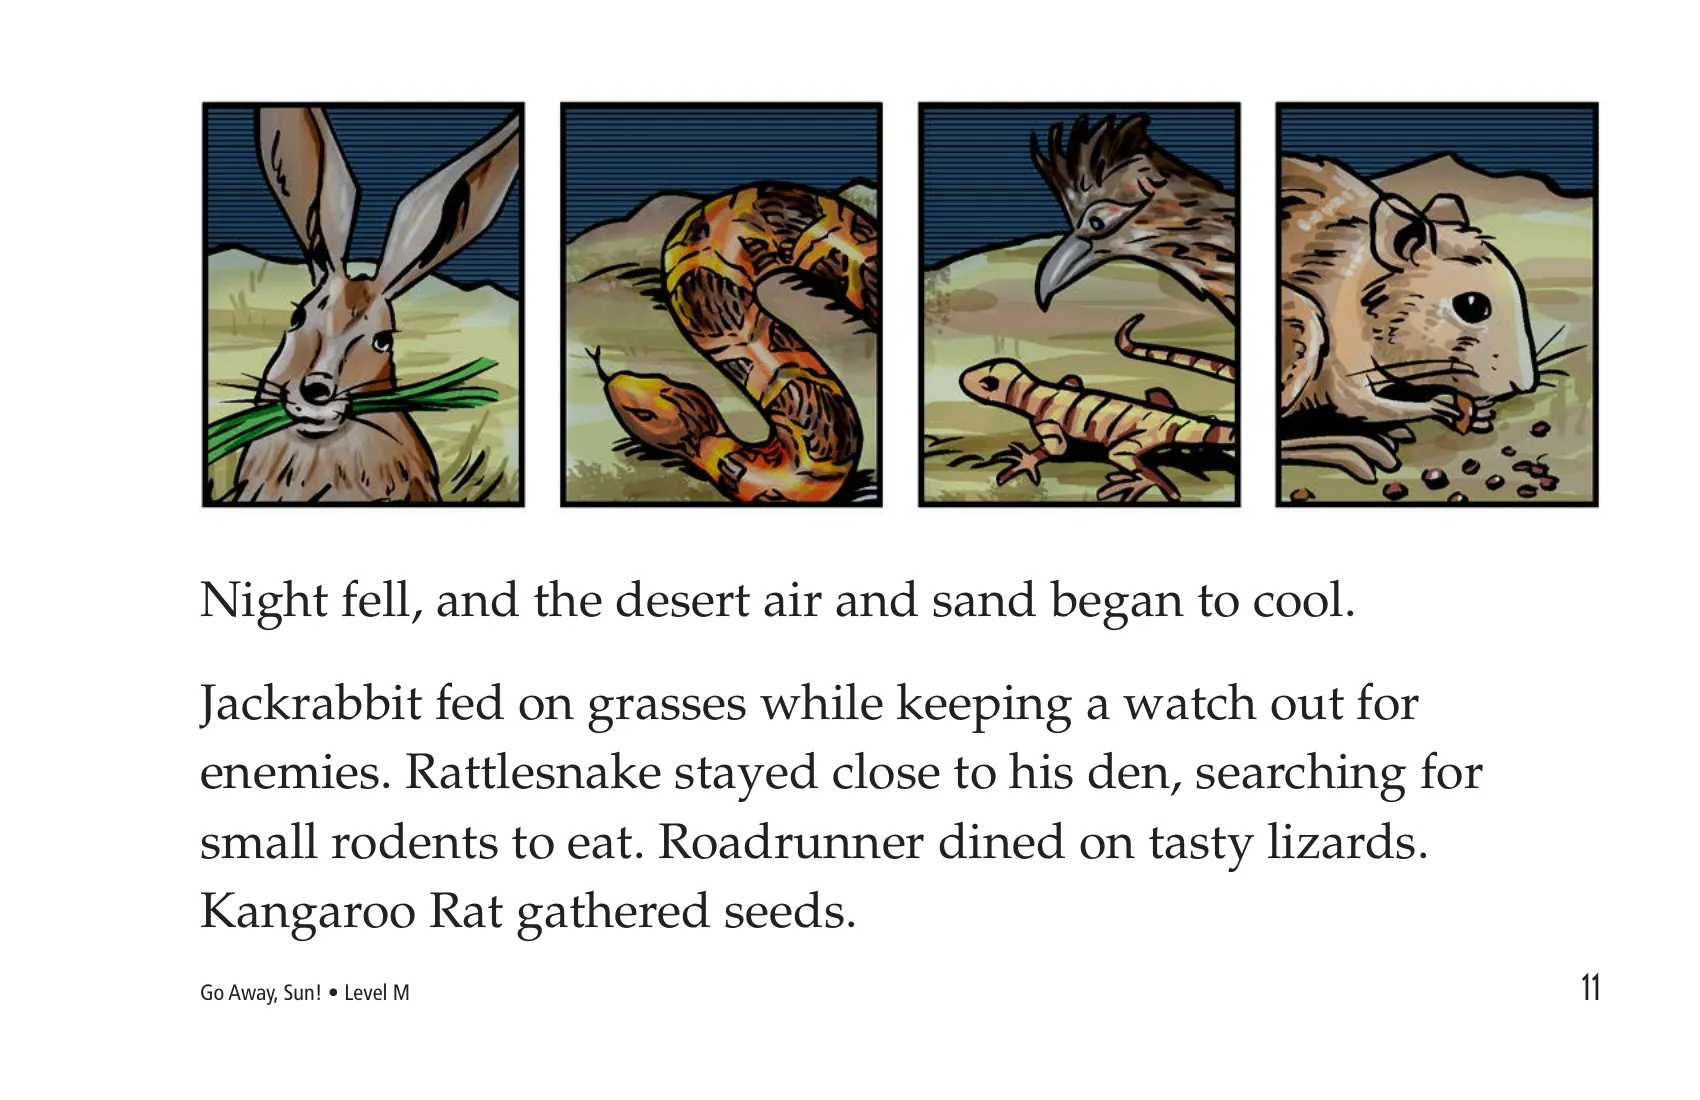 Night fell, and the desert air and sand began to cool.
Jackrabbit fed on grasses while keeping a watch out for
enemies. Rattlesnake stayed close to his den, searching for
small rodents to eat. Roadrunner dined on tasty lizards.
Kangaroo Rat gathered seeds.
Go Away, Sun! • Level M
11